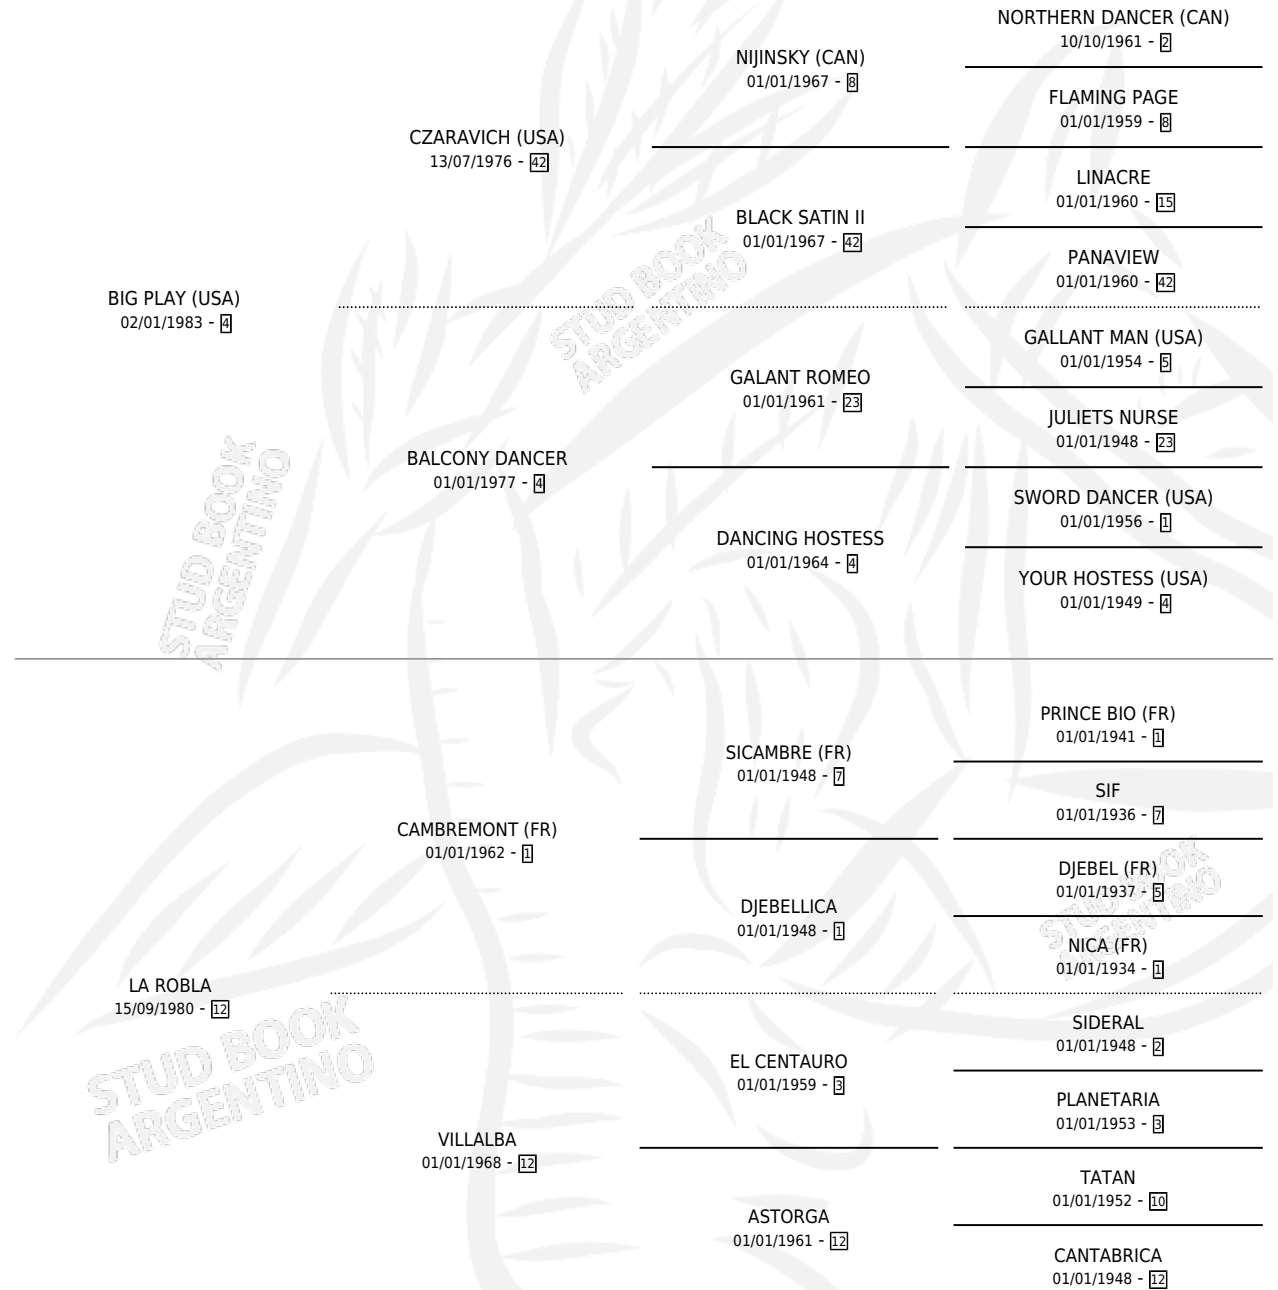 NORTHERN DANCER (CAN)
10/10/1961 - 2
NIJINSKY (CAN)
01/01/1967 - 8
FLAMING PAGE
01/01/1959 - 8
CZARAVICH (USA)
13/07/1976 - 42
LINACRE
01/01/1960 - 15
BLACK SATIN II
01/01/1967 - 42
PANAVIEW
01/01/1960 - 42
BIG PLAY (USA)
02/01/1983 - 4
GALLANT MAN (USA)
01/01/1954 - 5
GALANT ROMEO
01/01/1961 - 23
JULIETS NURSE
01/01/1948 - 23
BALCONY DANCER
01/01/1977 - 4
SWORD DANCER (USA)
01/01/1956 - 1
DANCING HOSTESS
01/01/1964 - 4
YOUR HOSTESS (USA)
01/01/1949 - 4
STUD BOOK
ARGENTINO
STUD BOOK
ARGENTINO
PRINCE BIO (FR)
01/01/1941 - 1
SICAMBRE (FR)
01/01/1948 - 7
SIF
01/01/1936 - 7
CAMBREMONT (FR)
01/01/1962 - 1
DJEBEL (FR)
01/01/1937 - 5
DJEBELLICA
01/01/1948 - 1
NICA (FR)
01/01/1934 - 1
LA ROBLA
15/09/1980 - 12
SIDERAL
01/01/1948 - 2
EL CENTAURO
01/01/1959 - 3
PLANETARIA
01/01/1953 - 3
VILLALBA
01/01/1968 - 12
TATAN
01/01/1952 - 10
ASTORGA
01/01/1961 - 12
CANTABRICA
01/01/1948 - 12
STUD BOOK
ARGENTINO
STUD BOOK
ARGENTINO